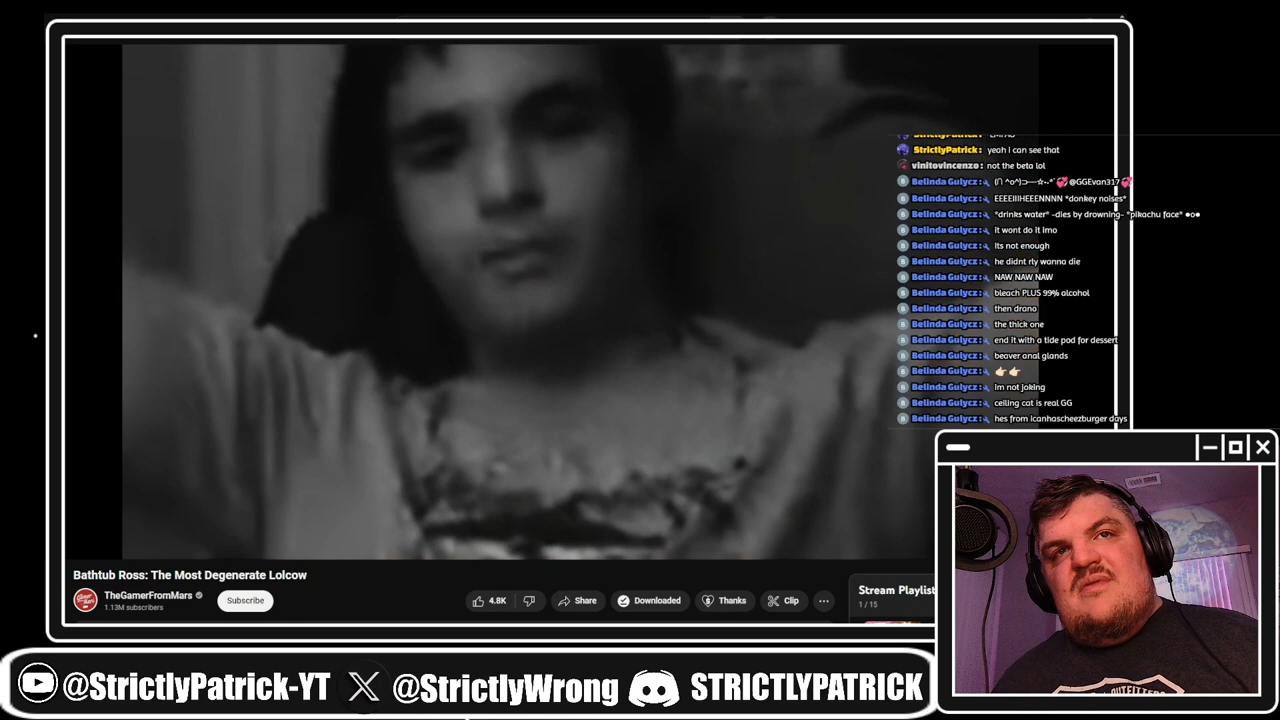 StrictlyPatrick: LMFAO
StrictlyPatrick: yeah i can see that
vinitovincenzo: not the beta lol
Belinda Gulycz: (∩ ^o^)⊃━☆･･*˙💞@GGEvan317💞
Belinda Gulycz: EEEEIIIHEEENNNN *donkey noises*
Belinda Gulycz: *drinks water* -dies by drowning- *pikachu face* ●o●
Belinda Gulycz: it wont do it imo
Belinda Gulycz: its not enough
Belinda Gulycz: he didnt rly wanna die
Belinda Gulycz: NAW NAW NAW
Belinda Gulycz: bleach PLUS 99% alcohol
Belinda Gulycz: then drano
Belinda Gulycz: the thick one
Belinda Gulycz: end it with a tide pod for dessert
Belinda Gulycz: beaver anal glands
Belinda Gulycz: 👉🏻 👉🏻
Belinda Gulycz: im not joking
Belinda Gulycz: ceiling cat is real GG
Belinda Gulycz: hes from icanhascheezburger days
Bathtub Ross: The Most Degenerate Lolcow
TheGamerFromMars
1.13M subscribers
Subscribe
4.8K
Share
Downloaded
Thanks
Clip
Stream Playlist
1 / 15
OUTFITTERS
@StrictlyPatrick-YT
@StrictlyWrong
STRICTLYPATRICK